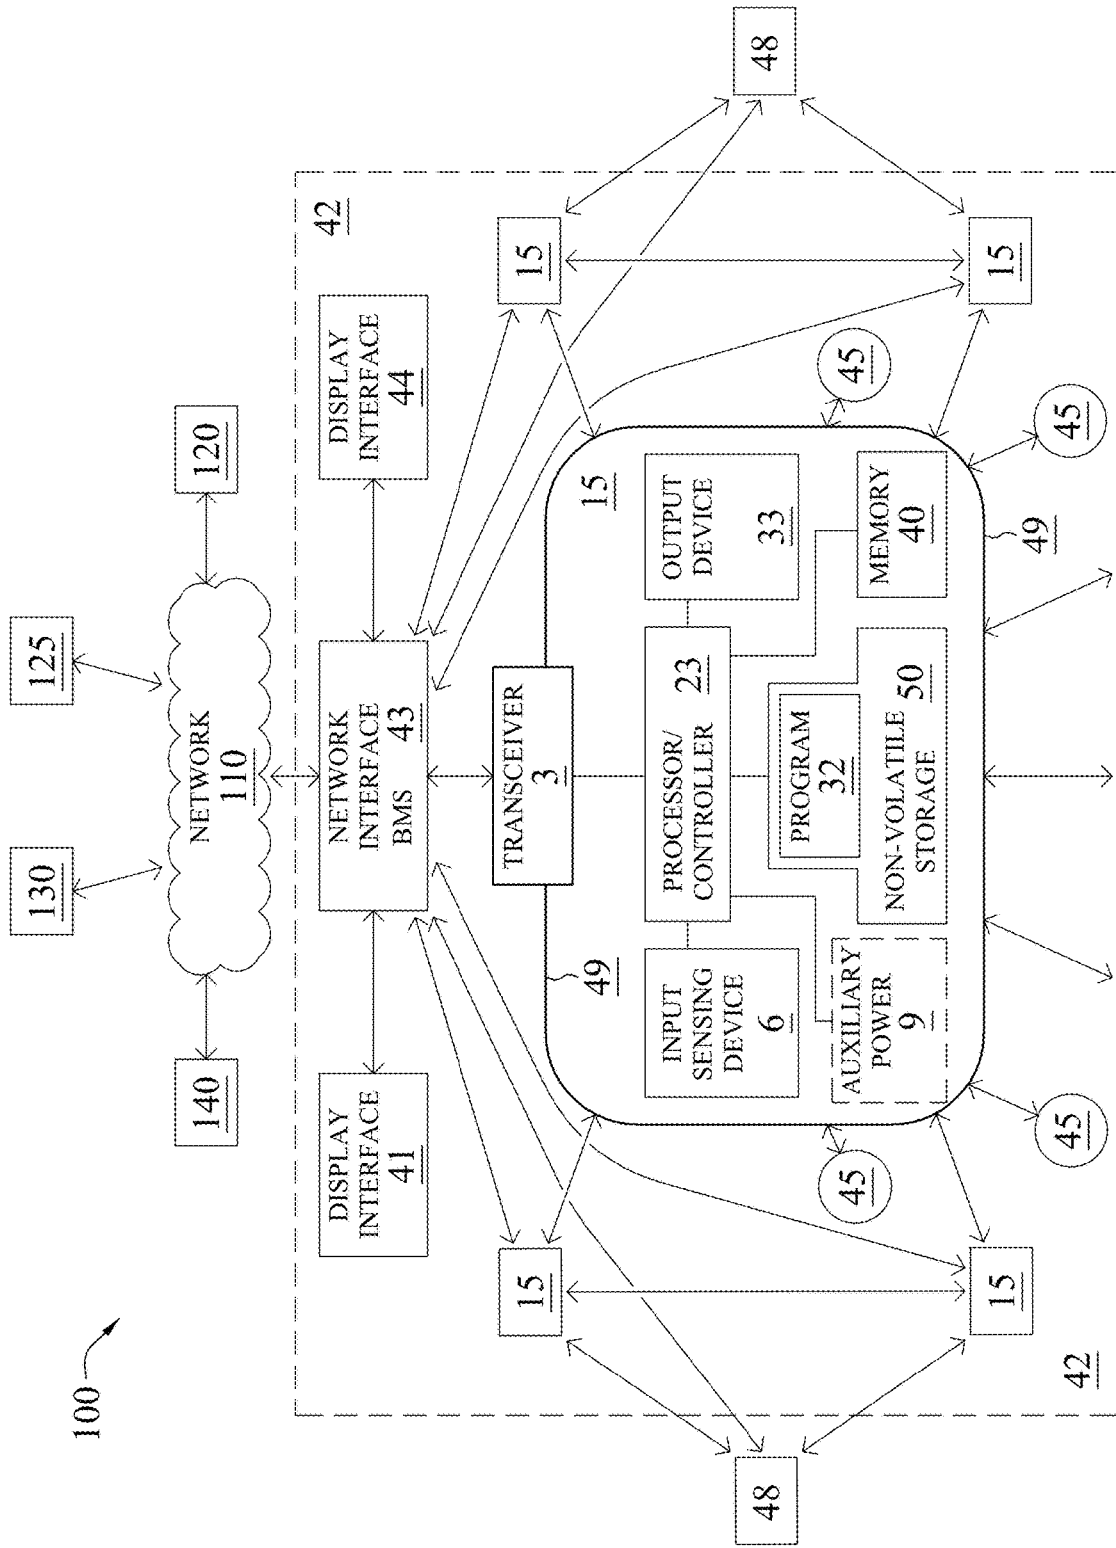 100
130
125
140
NETWORK
110
120
42
DISPLAY
INTERFACE
41
NETWORK
INTERFACE
BMS
43
DISPLAY
INTERFACE
44
TRANSCEIVER
3
15
15
49
15
INPUT
SENSING
DEVICE
6
PROCESSOR/
CONTROLLER
23
OUTPUT
DEVICE
33
48
48
PROGRAM
32
AUXILIARY
POWER
9
NON-VOLATILE
STORAGE
50
MEMORY
40
45
45
15
15
45
45
49
42